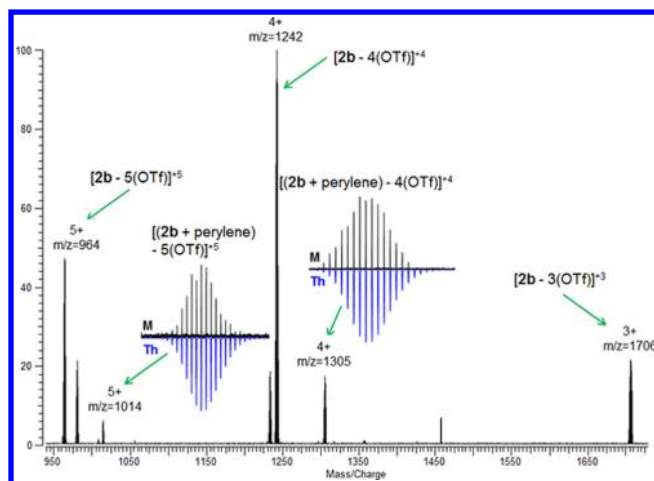 4+
m/z=1242
[2b - 4(OTf)]⁺⁴
[2b - 5(OTf)]⁺⁵
5+
m/z=964
[(2b + perylene)
- 5(OTf)]⁺⁵
[(2b + perylene) - 4(OTf)]⁺⁴
[2b - 3(OTf)]⁺³
M
Th
M
Th
5+
m/z=1014
4+
m/z=1305
3+
m/z=1706
100
80
60
40
20
0
950 1050 1150 1250 1350 1450 1550 1650
Mass/Charge